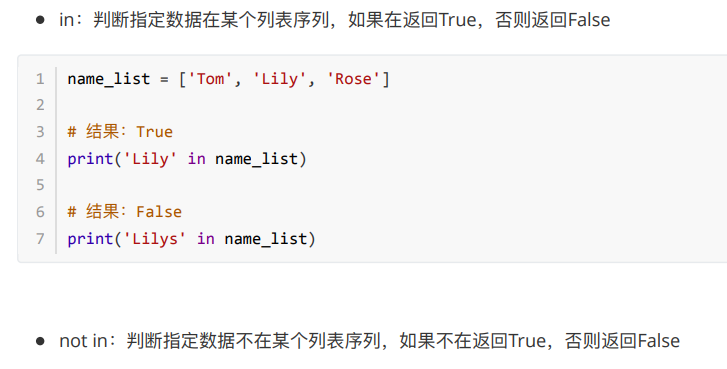 ● in：判断指定数据在某个列表序列，如果在返回True，否则返回False
1 name_list = ['Tom', 'Lily', 'Rose']
2
3 # 结果：True
4 print('Lily' in name_list)
5
6 # 结果：False
7 print('Lilys' in name_list)
● not in：判断指定数据不在某个列表序列，如果不在返回True，否则返回False